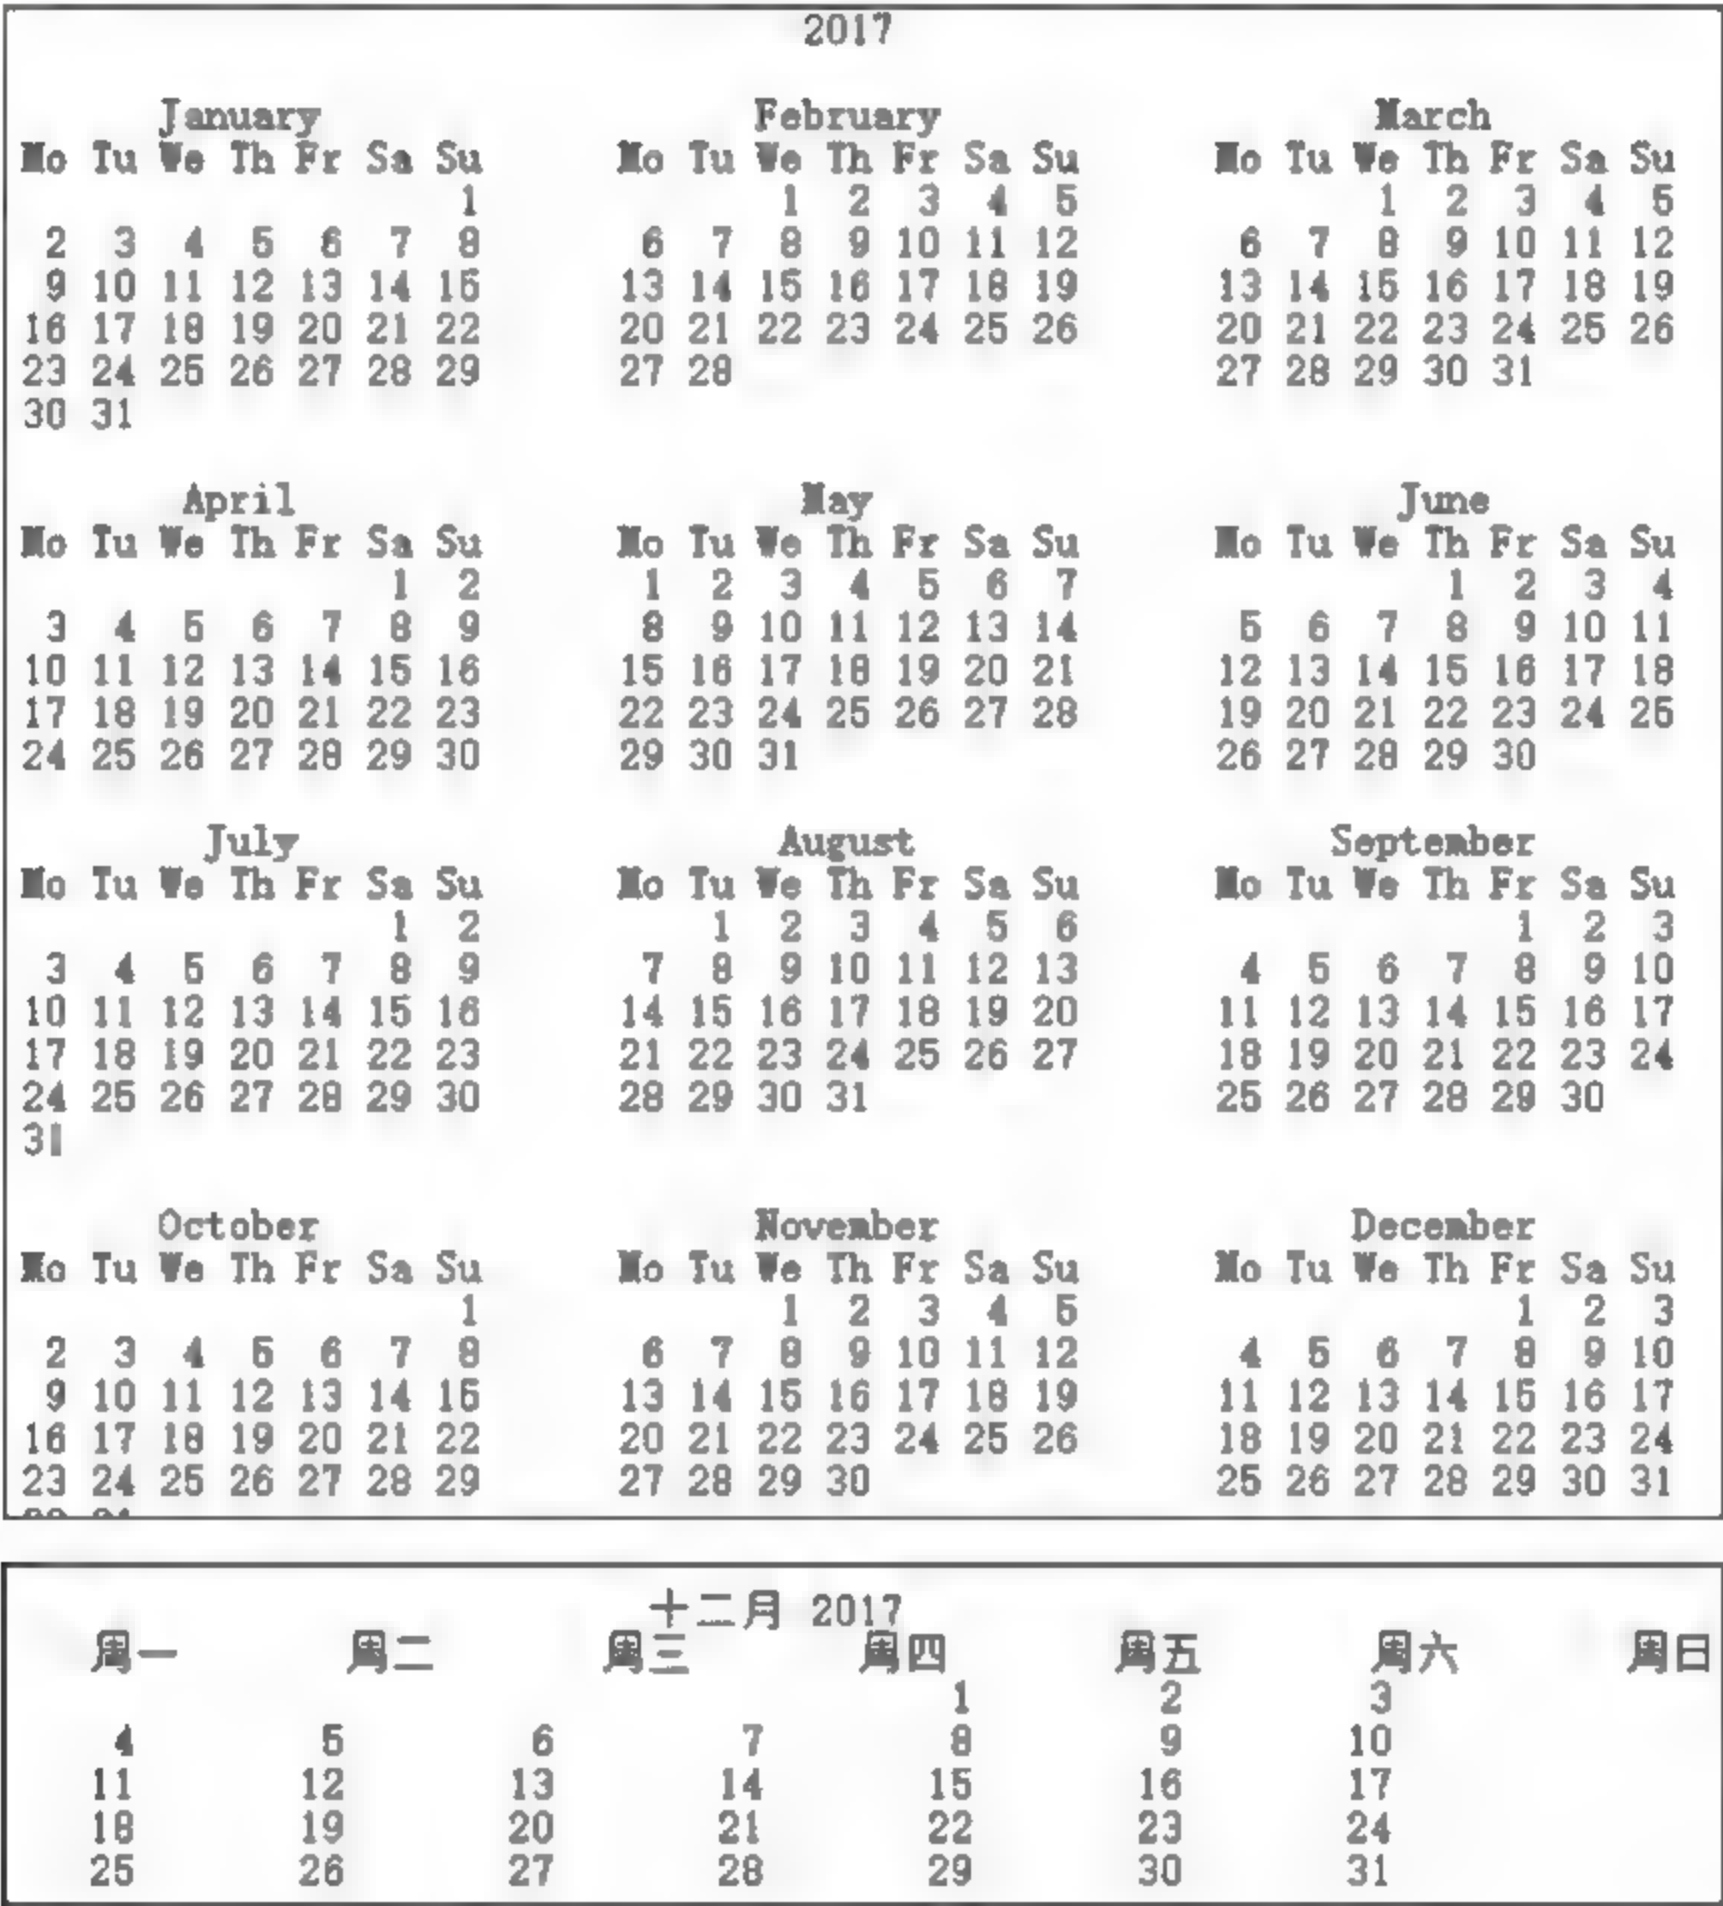 2017
January February March
Mo Tu We Th Fr Sa Su Mo Tu We Th Fr Sa Su Mo Tu We Th Fr Sa Su
1 1 2 3 4 5 1 2 3 4 5
2 3 4 5 6 7 8 6 7 8 9 10 11 12 6 7 8 9 10 11 12
9 10 11 12 13 14 15 13 14 15 16 17 18 19 13 14 15 16 17 18 19
16 17 18 19 20 21 22 20 21 22 23 24 25 26 20 21 22 23 24 25 26
23 24 25 26 27 28 29 27 28 27 28 29 30 31
30 31
April May June
Mo Tu We Th Fr Sa Su Mo Tu We Th Fr Sa Su Mo Tu We Th Fr Sa Su
1 2 1 2 3 4 5 6 7 1 2 3 4
3 4 5 6 7 8 9 8 9 10 11 12 13 14 5 6 7 8 9 10 11
10 11 12 13 14 15 16 15 16 17 18 19 20 21 12 13 14 15 16 17 18
17 18 19 20 21 22 23 22 23 24 25 26 27 28 19 20 21 22 23 24 25
24 25 26 27 28 29 30 29 30 31 26 27 28 29 30
July August September
Mo Tu We Th Fr Sa Su Mo Tu We Th Fr Sa Su Mo Tu We Th Fr Sa Su
1 2 1 2 3 4 5 6 1 2 3
3 4 5 6 7 8 9 7 8 9 10 11 12 13 4 5 6 7 8 9 10
10 11 12 13 14 15 16 14 15 16 17 18 19 20 11 12 13 14 15 16 17
17 18 19 20 21 22 23 21 22 23 24 25 26 27 18 19 20 21 22 23 24
24 25 26 27 28 29 30 28 29 30 31 25 26 27 28 29 30
31
October November December
Mo Tu We Th Fr Sa Su Mo Tu We Th Fr Sa Su Mo Tu We Th Fr Sa Su
1 1 2 3 4 5 1 2 3
2 3 4 5 6 7 8 6 7 8 9 10 11 12 4 5 6 7 8 9 10
9 10 11 12 13 14 15 13 14 15 16 17 18 19 11 12 13 14 15 16 17
16 17 18 19 20 21 22 20 21 22 23 24 25 26 18 19 20 21 22 23 24
23 24 25 26 27 28 29 27 28 29 30 25 26 27 28 29 30 31
十二月 2017
周一 周二 周三 周四 周五 周六 周日
1 2 3
4 5 6 7 8 9 10
11 12 13 14 15 16 17
18 19 20 21 22 23 24
25 26 27 28 29 30 31